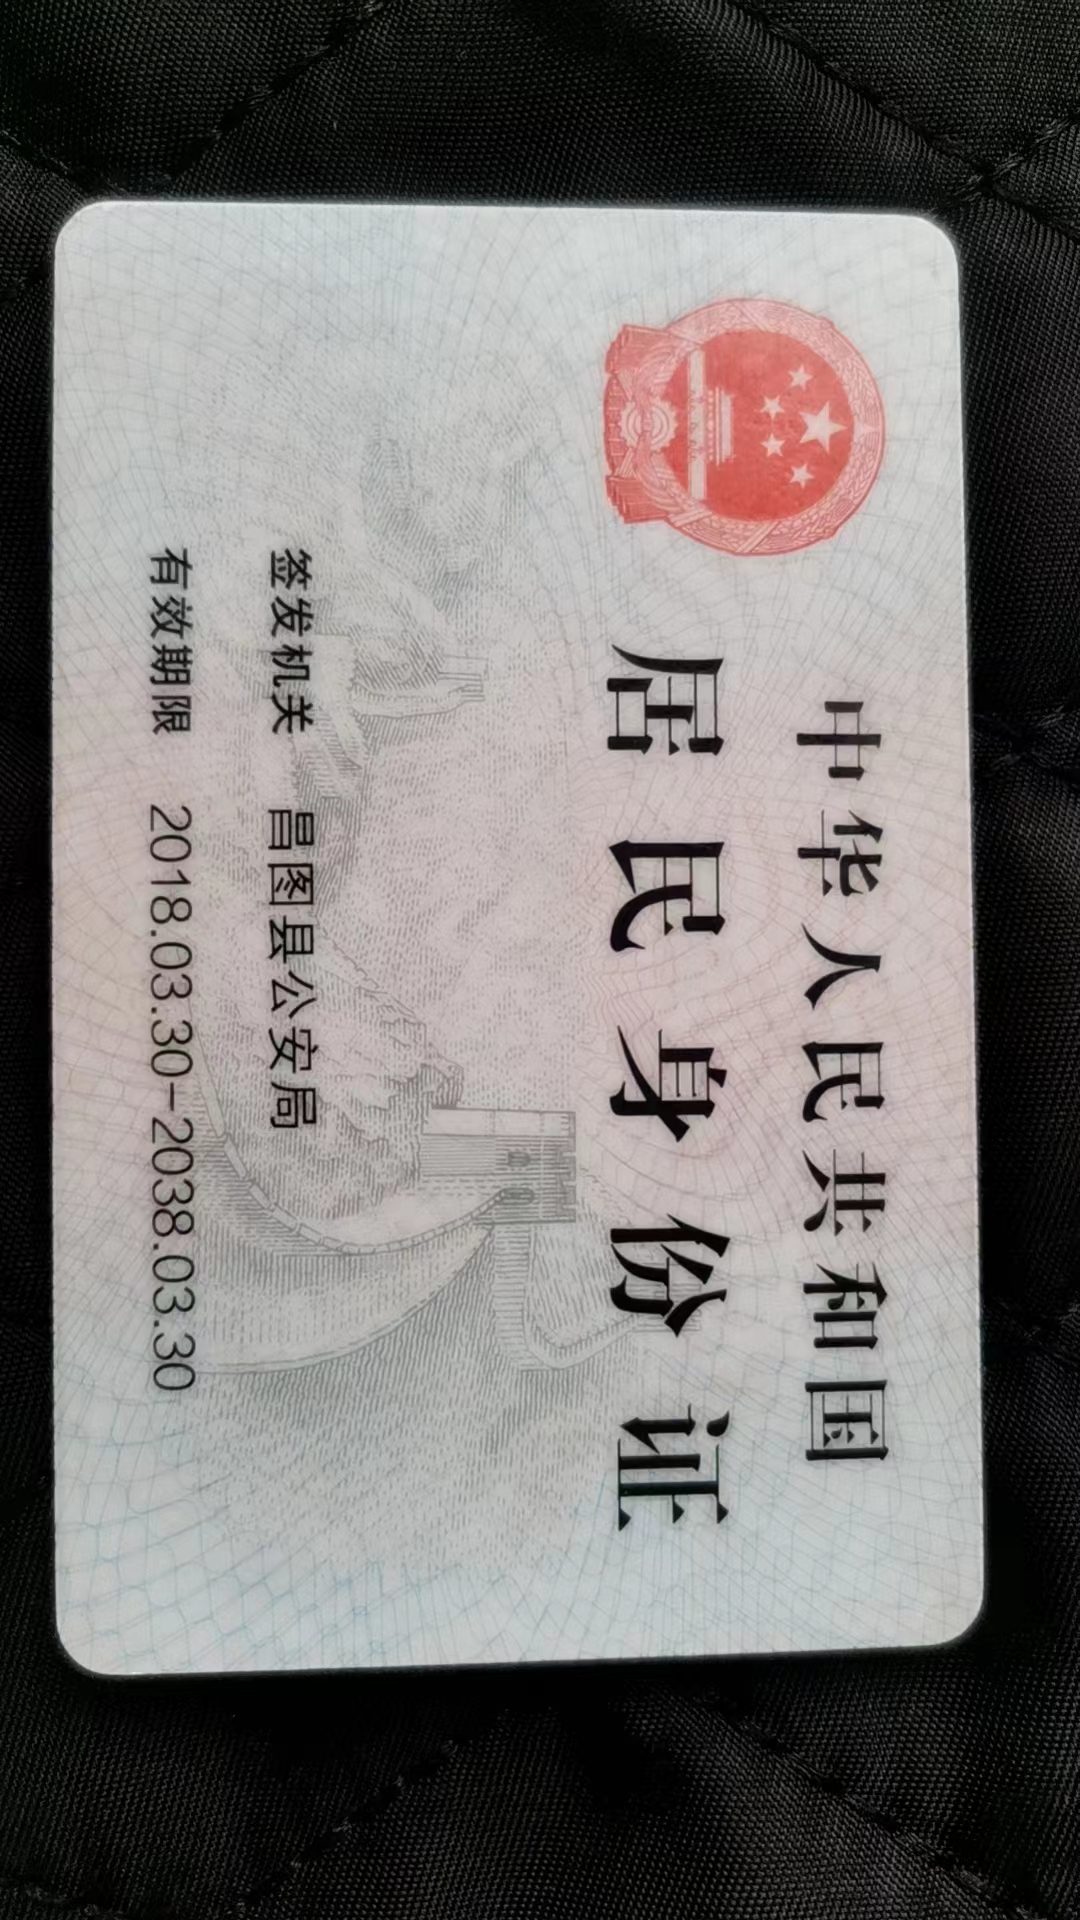 中华人民共和国
居民身份证
签发机关 昌图县公安局
有效期限 2018.03.30-2038.03.30